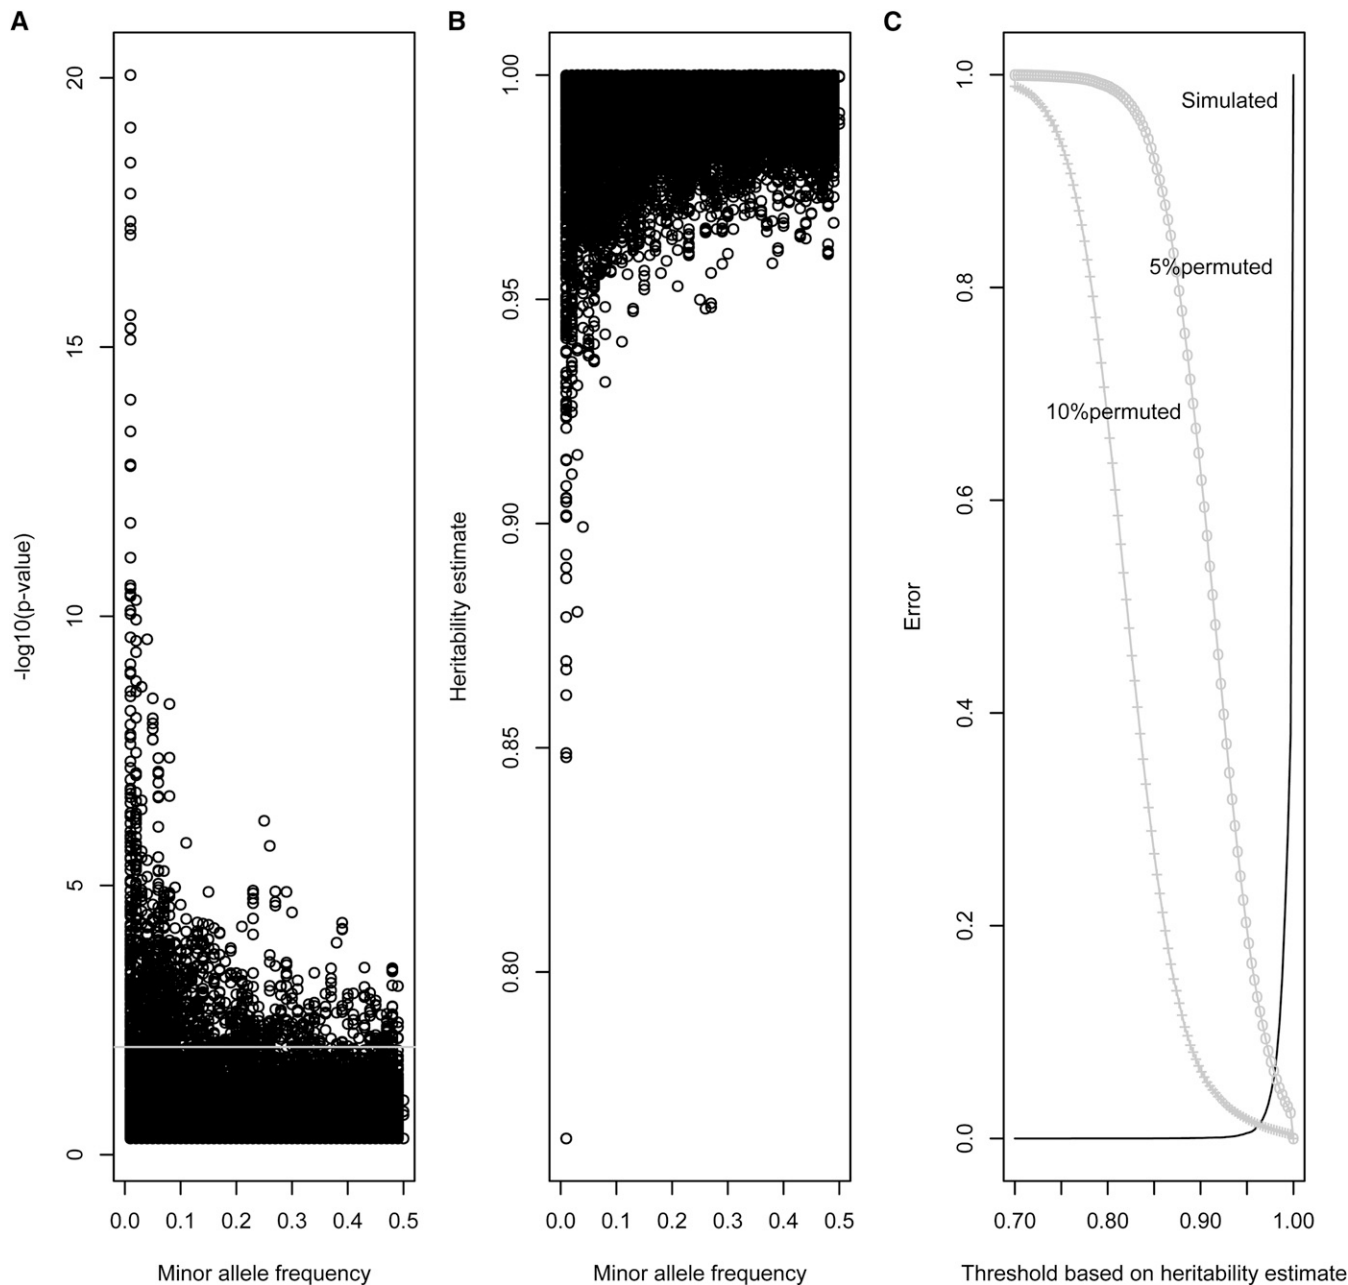 A
20
15
10
5
0
-log10(p-value)
0.0 0.1 0.2 0.3 0.4 0.5
Minor allele frequency
B
1.00
0.95
0.90
0.85
0.80
Heritability estimate
0.0 0.1 0.2 0.3 0.4 0.5
Minor allele frequency
C
1.0
0.8
0.6
0.4
0.2
0.0
Error
Simulated
5%permuted
10%permuted
0.70 0.80 0.90 1.00
Threshold based on heritability estimate